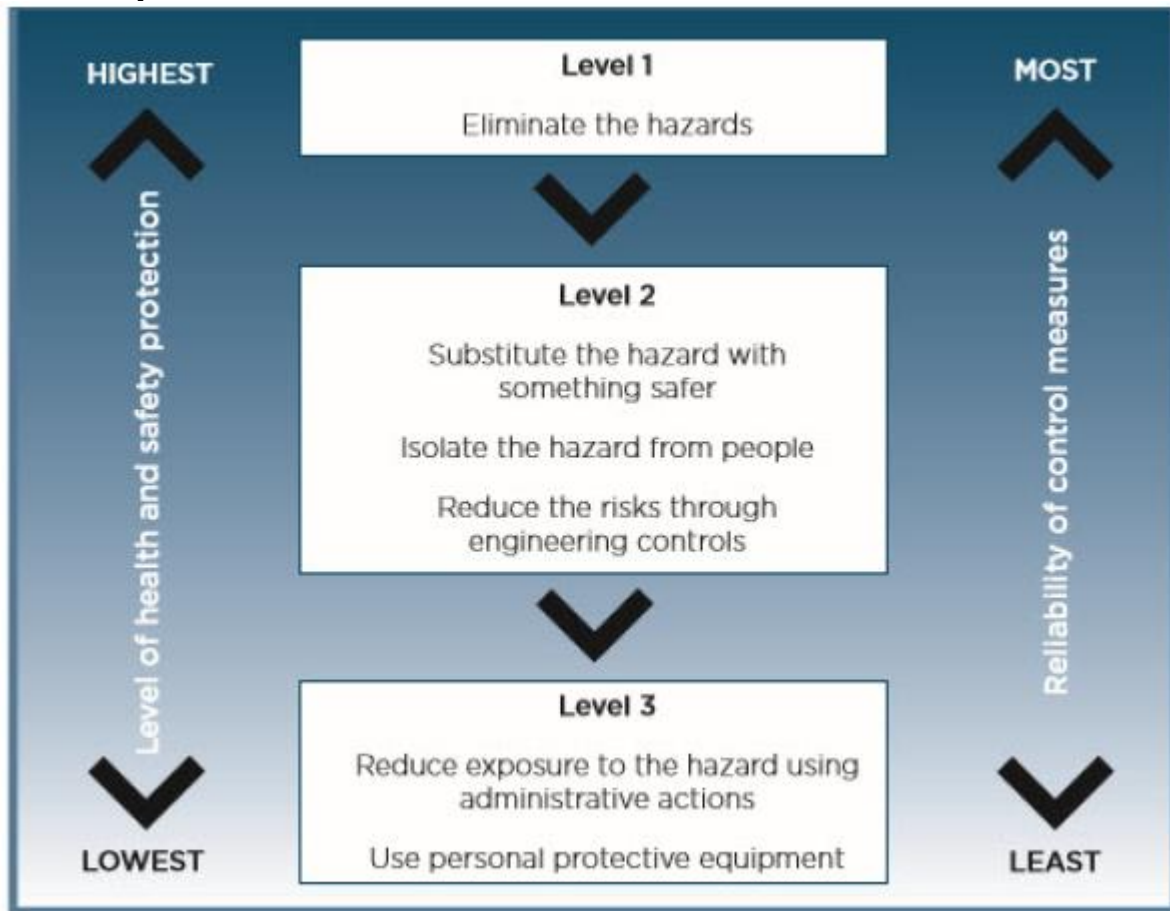 HIGHEST
Level of health and safety protection
LOWEST
Level 1
Eliminate the hazards
Level 2
Substitute the hazard with
something safer
Isolate the hazard from people
Reduce the risks through
engineering controls
Level 3
Reduce exposure to the hazard using
administrative actions
Use personal protective equipment
MOST
Reliability of control measures
LEAST